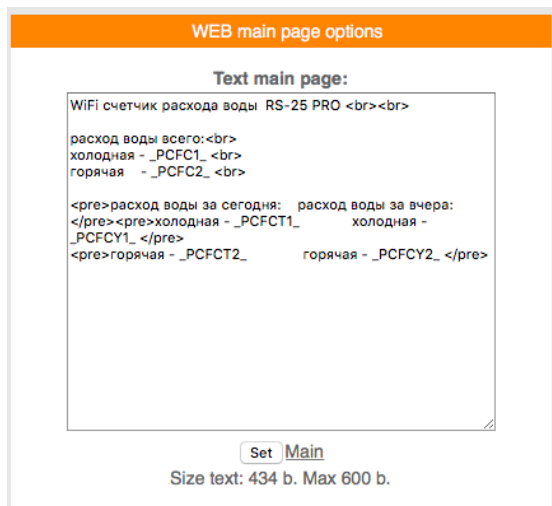 WEB main page options
Text main page:
WiFi счетчик расхода воды  RS-25 PRO <br><br>
расход воды всего:<br>
холодная - _PCFC1_ <br>
горячая    - _PCFC2_ <br>
<pre>расход воды за сегодня:    расход воды за вчера:
</pre><pre>холодная - _PCFCT1_             холодная -
_PCFCY1_ </pre>
<pre>горячая - _PCFCT2_              горячая - _PCFCY2_ </pre>
Set Main
Size text: 434 b. Max 600 b.